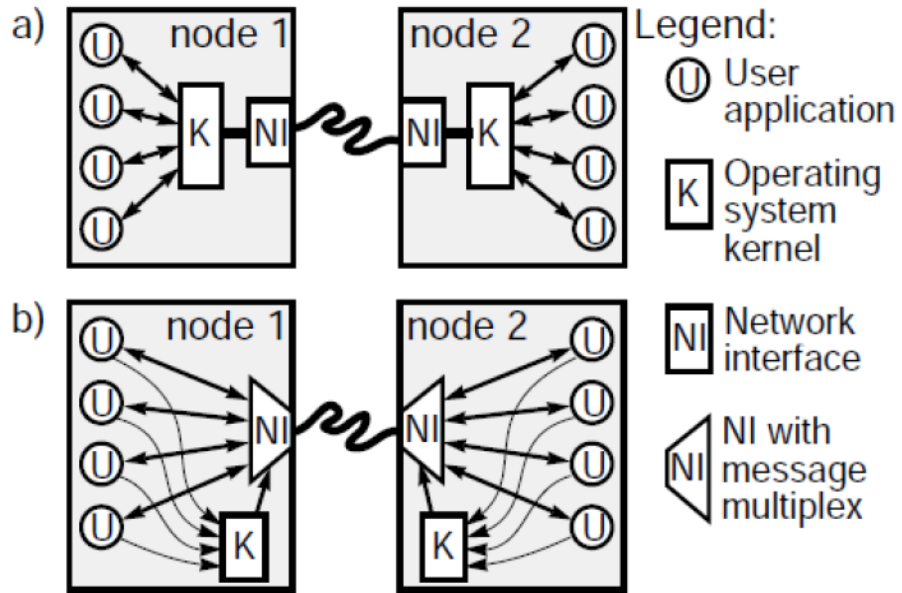 a)
node 1
node 2
U
U
U
U
K
NI
NI
K
U
U
U
U
Legend:
U
User
application
K
Operating
system
kernel
b)
node 1
node 2
U
U
U
U
NI
K
NI
K
U
U
U
U
NI
Network
interface
NI
NI with
message
multiplex